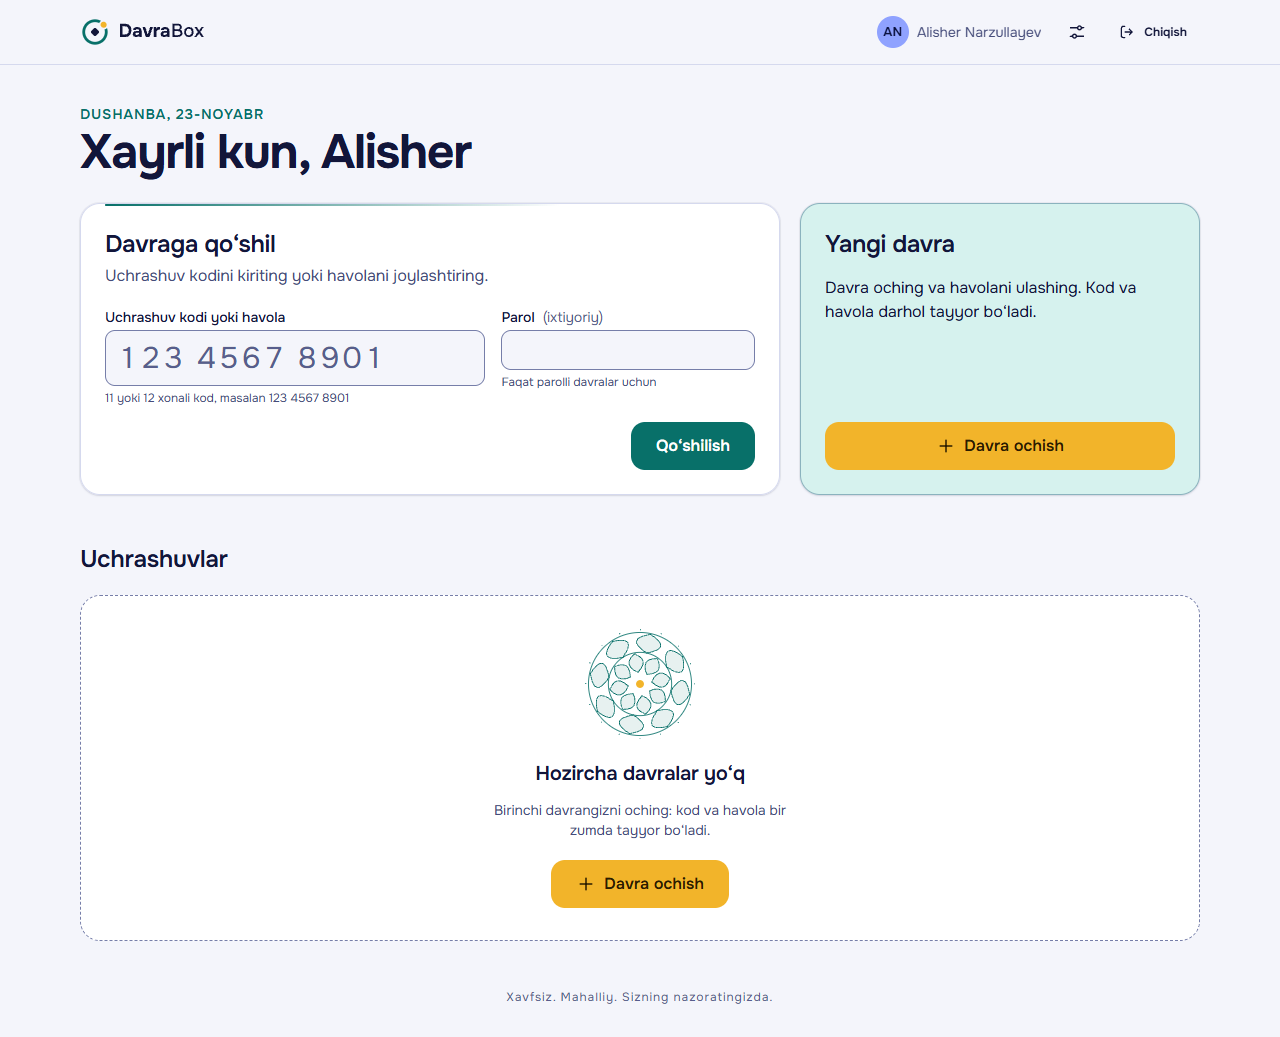 DavraBox
AN Alisher Narzullayev
Chiqish
DUSHANBA, 23-NOYABR
Xayrli kun, Alisher
Davraga qo‘shil
Uchrashuv kodini kiriting yoki havolani joylashtiring.
Uchrashuv kodi yoki havola
123 4567 8901
11 yoki 12 xonali kod, masalan 123 4567 8901
Parol (ixtiyoriy)
Faqat parolli davralar uchun
Qo‘shilish
Yangi davra
Davra oching va havolani ulashing. Kod va
havola darhol tayyor bo‘ladi.
Davra ochish
Uchrashuvlar
Hozircha davralar yo‘q
Birinchi davrangizni oching: kod va havola bir
zumda tayyor bo‘ladi.
Davra ochish
Xavfsiz. Mahalliy. Sizning nazoratingizda.